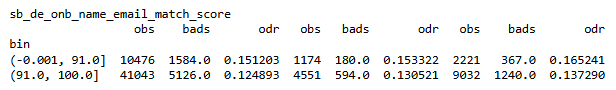 sb_de_onb_name_email_match_score
obs bads odr obs bads odr obs bads odr
bin
(-0.001, 91.0] 10476 1584.0 0.151203 1174 180.0 0.153322 2221 367.0 0.165241
(91.0, 100.0] 41043 5126.0 0.124893 4551 594.0 0.130521 9032 1240.0 0.137290